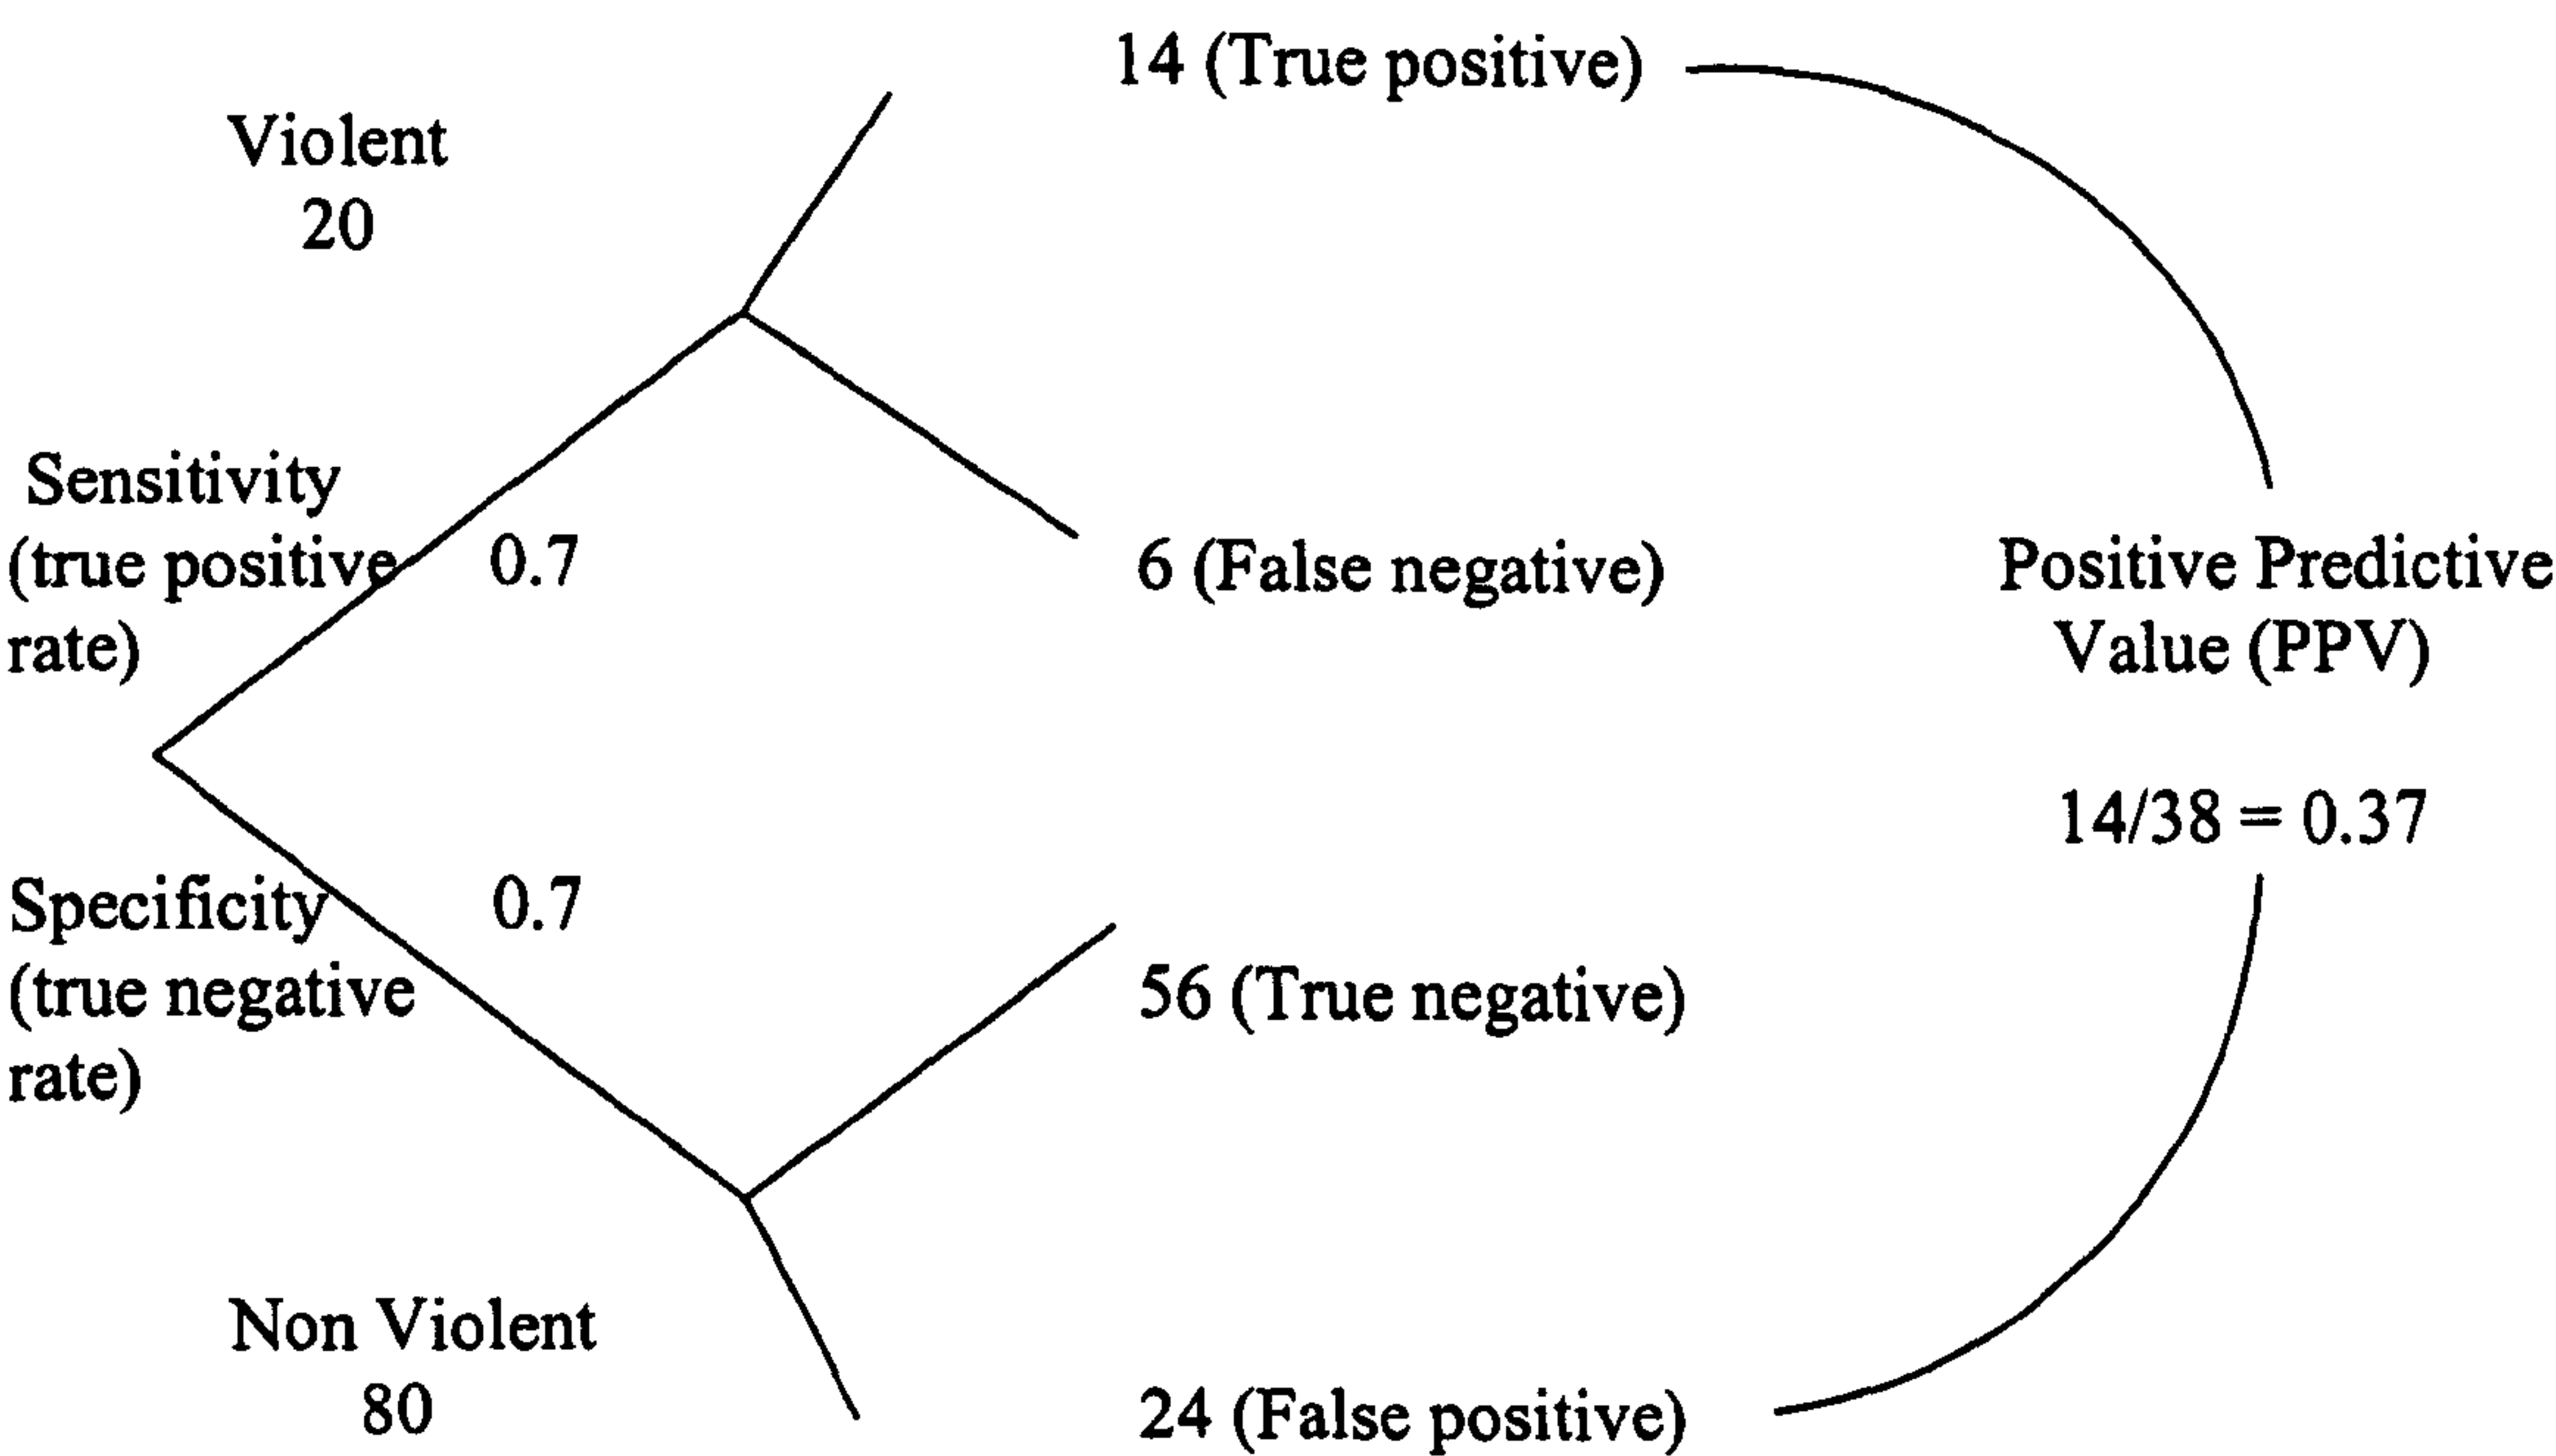 14 (True positive)
Violent
20
Sensitivity
(true positive
rate)
0.7
6 (False negative)
Positive Predictive
Value (PPV)
14/38 = 0.37
Specificity
(true negative
rate)
0.7
56 (True negative)
Non Violent
80
24 (False positive)